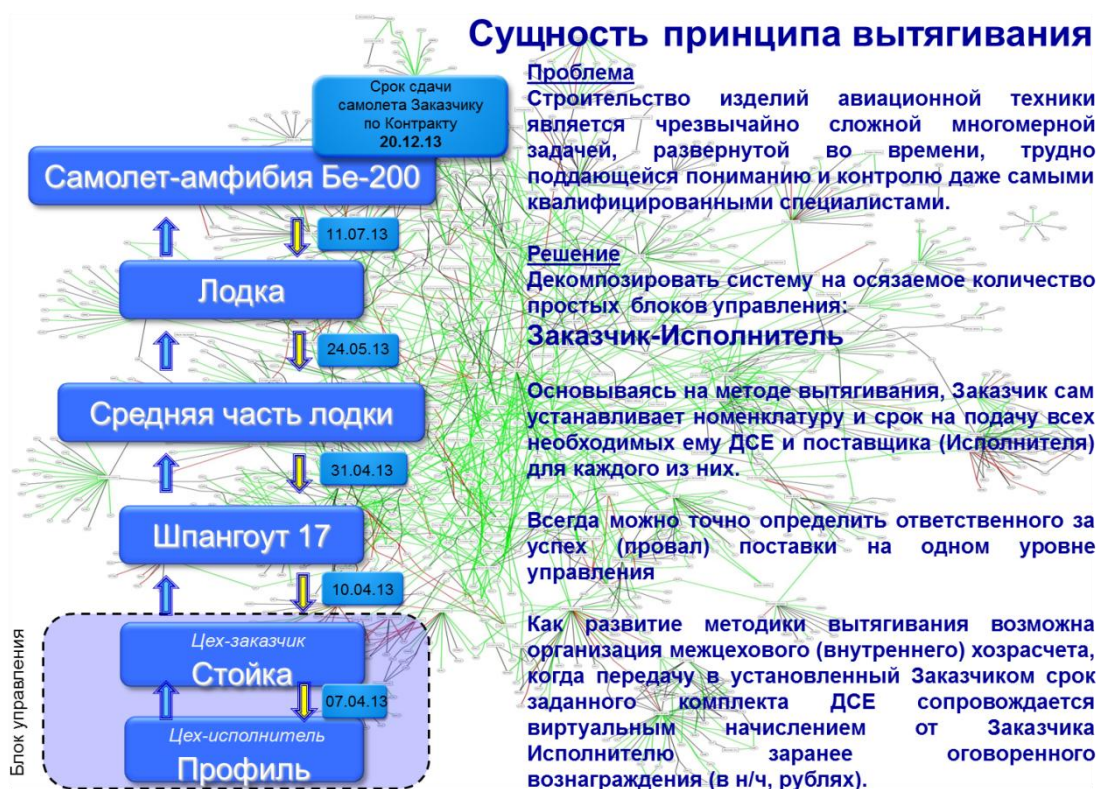 Сущность принципа вытягивания
Срок сдачи
самолета Заказчику
по Контракту
20.12.13
Самолет-амфибия Бе-200
11.07.13
Лодка
24.05.13
Средняя часть лодки
31.04.13
Шпангоут 17
10.04.13
Блок управления
Цех-заказчик
Стойка
07.04.13
Цех-исполнитель
Профиль
Проблема
Строительство изделий авиационной техники
является чрезвычайно сложной многомерной
задачей, развернутой во времени, трудно
поддающейся пониманию и контролю даже самыми
квалифицированными специалистами.
Решение
Декомпозировать систему на осязаемое количество
простых блоков управления:
Заказчик-Исполнитель
Основываясь на методе вытягивания, Заказчик сам
устанавливает номенклатуру и срок на подачу всех
необходимых ему ДСЕ и поставщика (Исполнителя)
для каждого из них.
Всегда можно точно определить ответственного за
успех (провал) поставки на одном уровне
управления
Как развитие методики вытягивания возможна
организация межцехового (внутреннего) хозрасчета,
когда передачу в установленный Заказчиком срок
заданного комплекта ДСЕ сопровождается
виртуальным начислением от Заказчика
Исполнителю заранее оговоренного
вознаграждения (в н/ч, рублях).